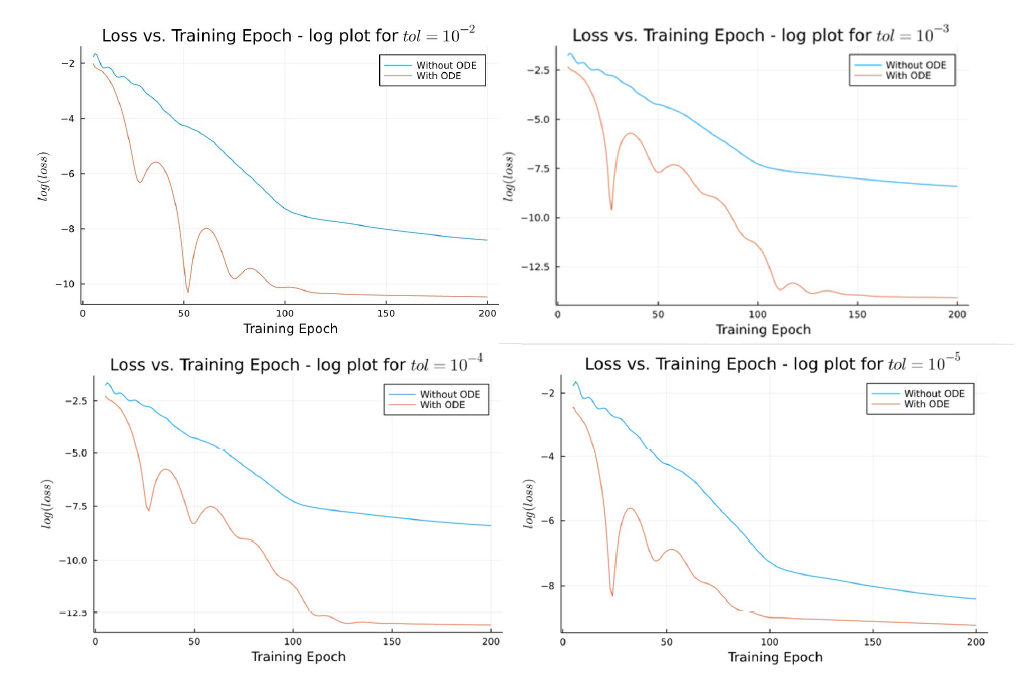 Loss vs. Training Epoch - log plot for tol = 10⁻²
Without ODE
With ODE
log(loss)
−2
−4
−6
−8
−10
0
50
100
150
200
Training Epoch
Loss vs. Training Epoch - log plot for tol = 10⁻³
Without ODE
With ODE
log(loss)
−2.5
−5.0
−7.5
−10.0
−12.5
0
50
100
150
200
Training Epoch
Loss vs. Training Epoch - log plot for tol = 10⁻⁴
Without ODE
With ODE
log(loss)
−2.5
−5.0
−7.5
−10.0
−12.5
0
50
100
150
200
Training Epoch
Loss vs. Training Epoch - log plot for tol = 10⁻⁵
Without ODE
With ODE
log(loss)
−2
−4
−6
−8
0
50
100
150
200
Training Epoch